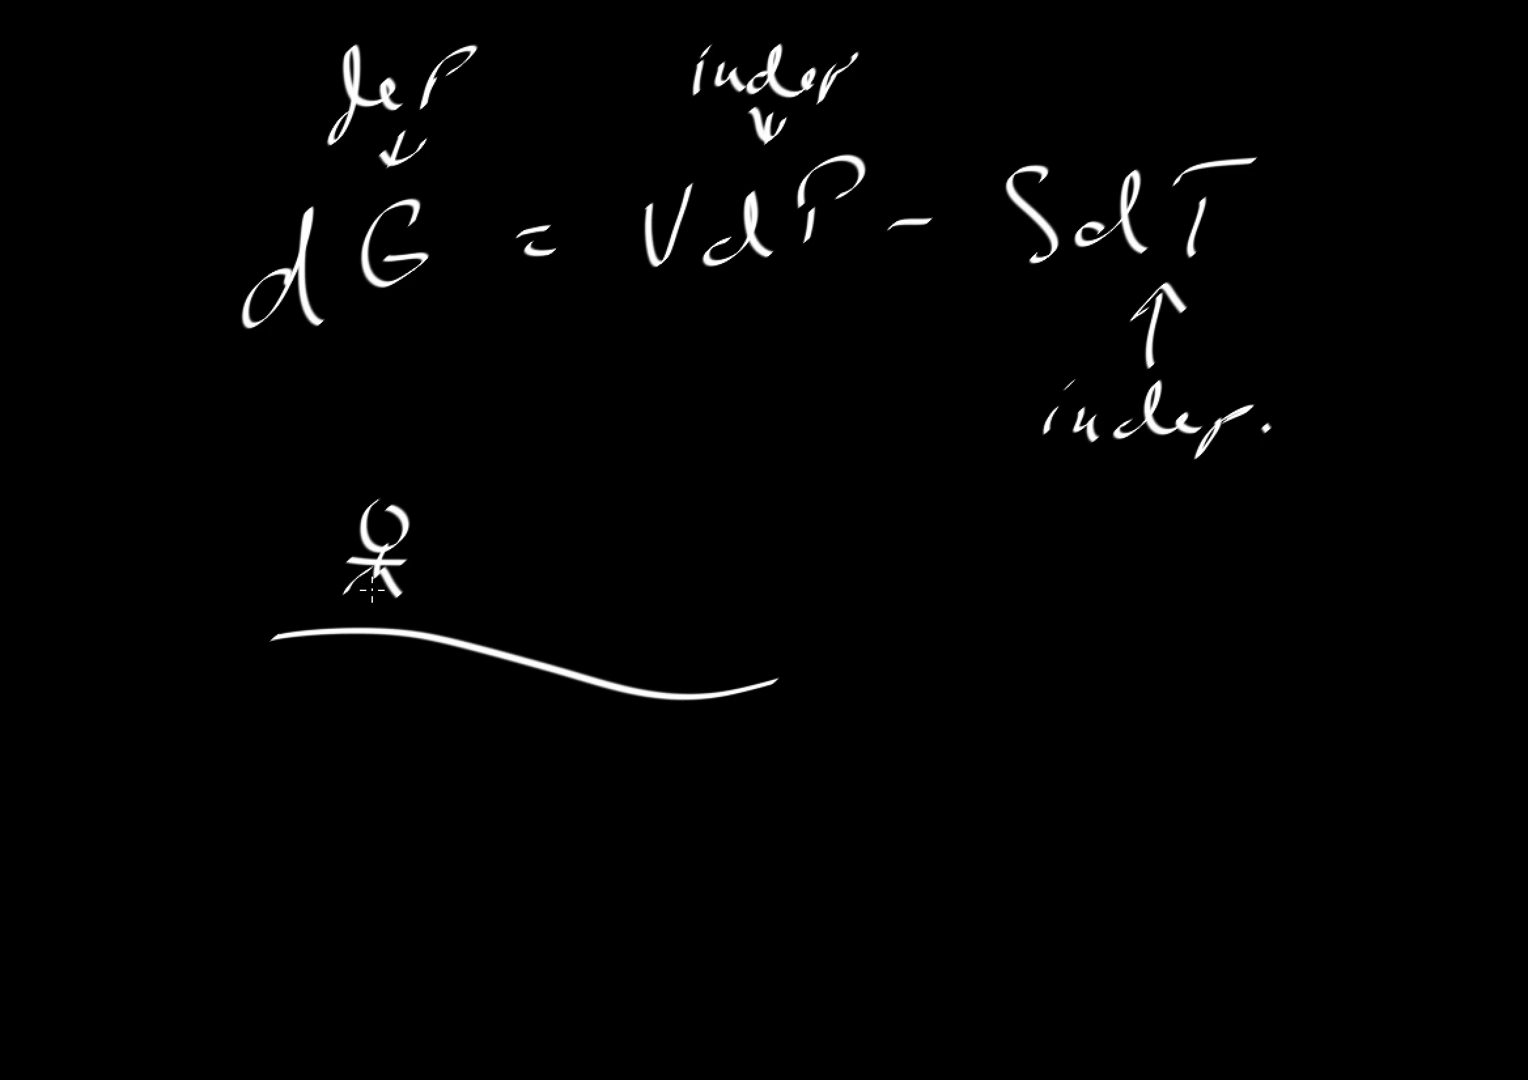 dep indep
dG = VdP - SdT
indep.